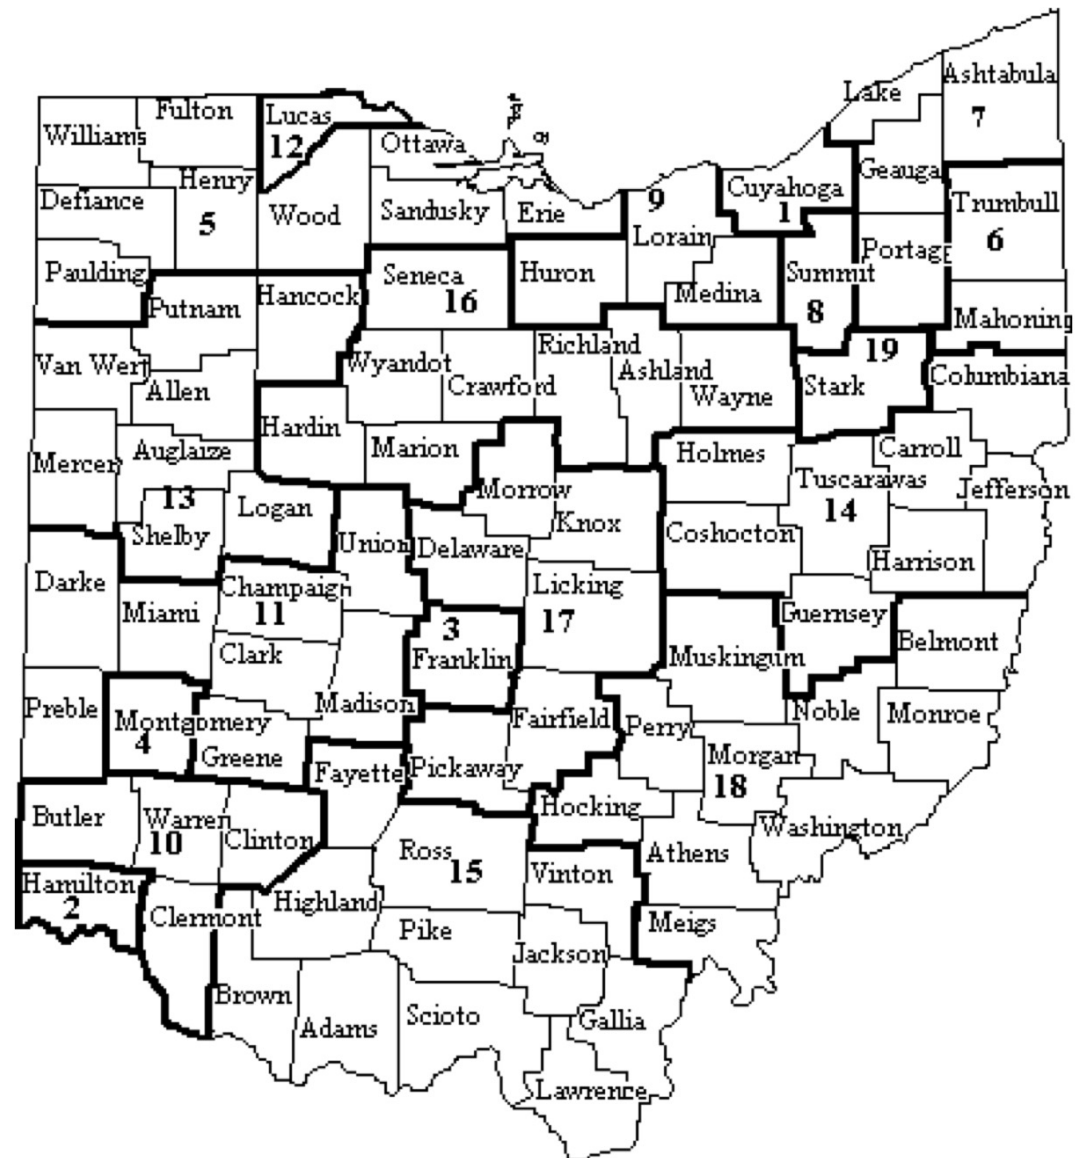 Ashtabula
Lake
7
Fulton
Lucas
Williams
12
Ottawa
Geauga
Henry
Cuyahoga
Defiance
9
Trumbull
Wood
Sandusky
Erie
1
5
Lorain
6
Portage
Paulding
Seneca
Huron
Summit
Hancock
16
Medina
Putnam
8
Mahoning
Richland
19
Van Wert
Wyandot
Ashland
Columbiana
Allen
Crawford
Wayne
Stark
Hardin
Marion
Carroll
Auglaize
Holmes
Mercer
Tuscarawas
Morrow
Jefferson
13
Logan
Knox
14
Shelby
Union
Delaware
Coshocton
Harrison
Darke
Champaign
Licking
Miami
11
3
17
Guernsey
Clark
Franklin
Muskingum
Belmont
Preble
Madison
Montgomery
Fairfield
Perry
Noble
Monroe
4
Greene
Fayette
Pickaway
Morgan
18
Butler
Warren
Hocking
10
Clinton
Washington
Ross
15
Athens
Hamilton
Vinton
2
Highland
Clermont
Meigs
Pike
Jackson
Brown
Scioto
Gallia
Adams
Lawrence